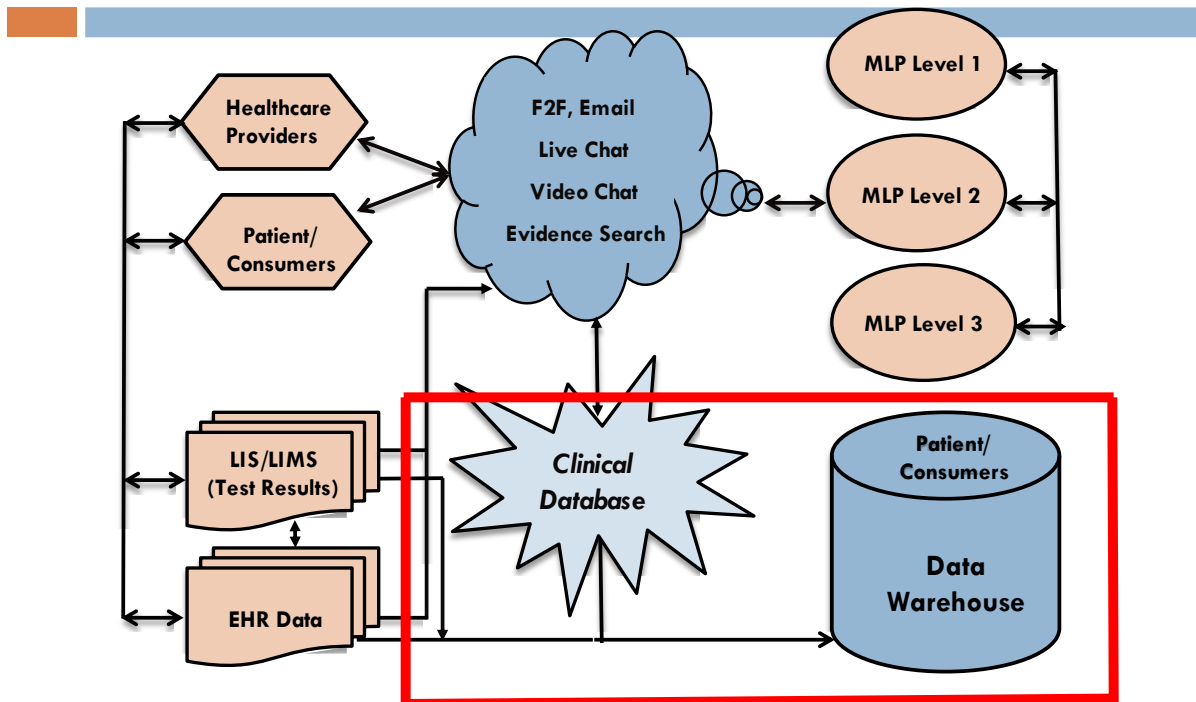 MLP Level 1
Healthcare
Providers
F2F, Email
Live Chat
Video Chat
Evidence Search
MLP Level 2
Patient/
Consumers
MLP Level 3
LIS/LIMS
(Test Results)
Clinical
Database
Patient/
Consumers
Data
Warehouse
EHR Data